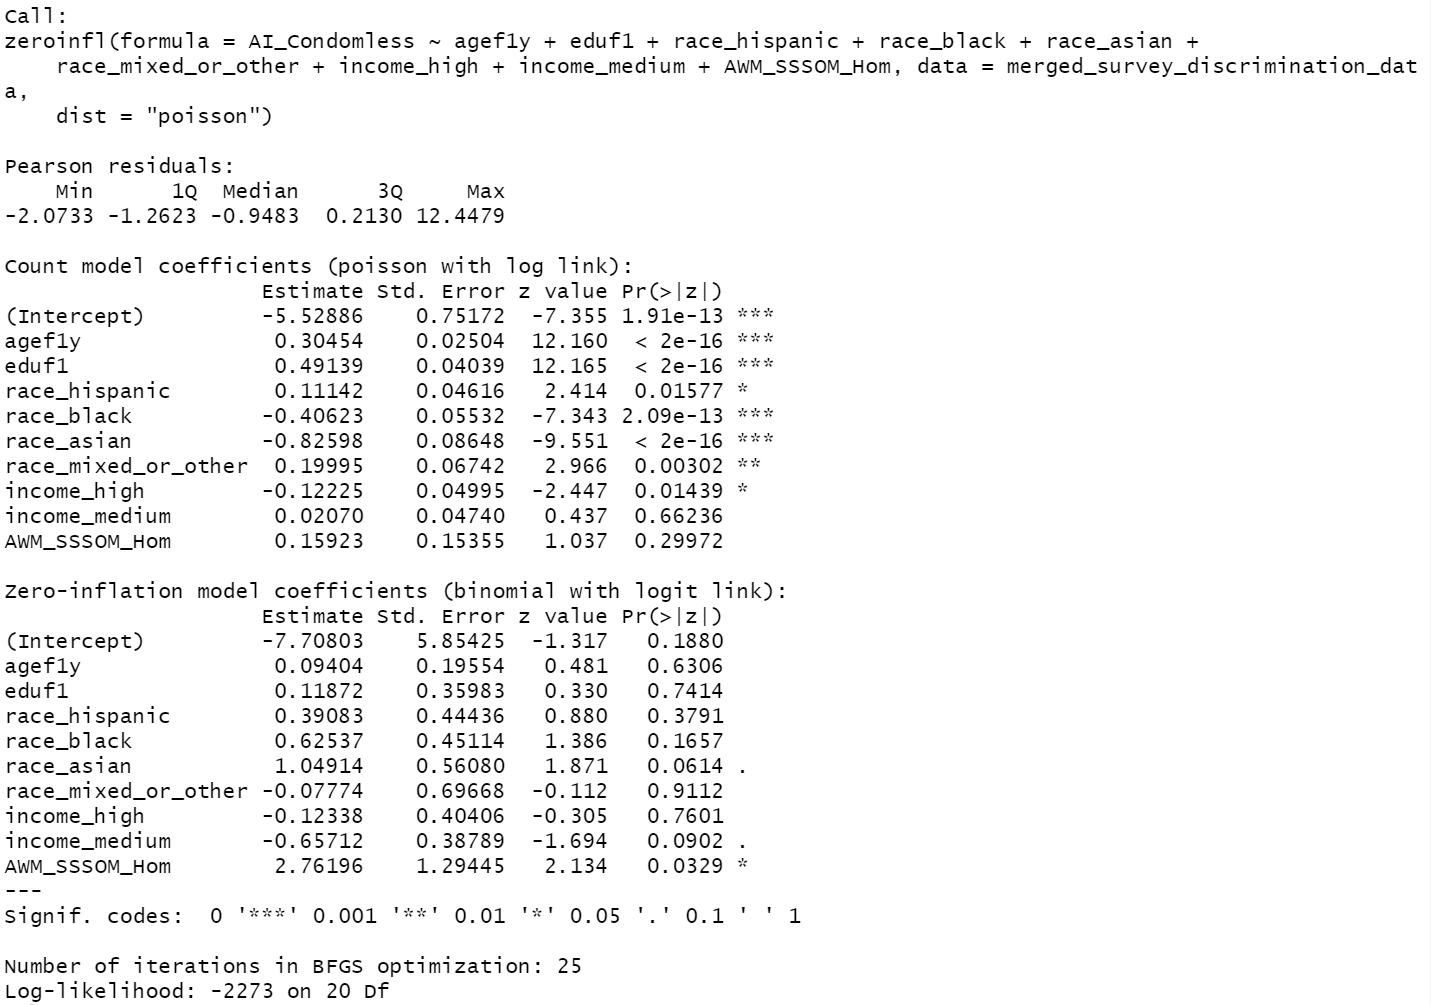 Call:
zeroinfl(formula = AI_Condomless ~ agef1y + eduf1 + race_hispanic + race_black + race_asian +
    race_mixed_or_other + income_high + income_medium + AWM_SSSOM_Hom, data = merged_survey_discrimination_dat
a,
    dist = "poisson")

Pearson residuals:
    Min      1Q  Median      3Q     Max
-2.0733 -1.2623 -0.9483  0.2130 12.4479

Count model coefficients (poisson with log link):
                    Estimate Std. Error z value Pr(>|z|)
(Intercept)         -5.52886    0.75172  -7.355 1.91e-13 ***
agef1y               0.30454    0.02504  12.160  < 2e-16 ***
eduf1                0.49139    0.04039  12.165  < 2e-16 ***
race_hispanic        0.11142    0.04616   2.414  0.01577 *
race_black          -0.40623    0.05532  -7.343 2.09e-13 ***
race_asian          -0.82598    0.08648  -9.551  < 2e-16 ***
race_mixed_or_other  0.19995    0.06742   2.966  0.00302 **
income_high         -0.12225    0.04995  -2.447  0.01439 *
income_medium        0.02070    0.04740   0.437  0.66236
AWM_SSSOM_Hom        0.15923    0.15355   1.037  0.29972

Zero-inflation model coefficients (binomial with logit link):
                    Estimate Std. Error z value Pr(>|z|)
(Intercept)         -7.70803    5.85425  -1.317   0.1880
agef1y               0.09404    0.19554   0.481   0.6306
eduf1                0.11872    0.35983   0.330   0.7414
race_hispanic        0.39083    0.44436   0.880   0.3791
race_black           0.62537    0.45114   1.386   0.1657
race_asian           1.04914    0.56080   1.871   0.0614 .
race_mixed_or_other -0.07774    0.69668  -0.112   0.9112
income_high         -0.12338    0.40406  -0.305   0.7601
income_medium       -0.65712    0.38789  -1.694   0.0902 .
AWM_SSSOM_Hom        2.76196    1.29445   2.134   0.0329 *
---
Signif. codes:  0 '***' 0.001 '**' 0.01 '*' 0.05 '.' 0.1 ' ' 1

Number of iterations in BFGS optimization: 25
Log-likelihood: -2273 on 20 Df